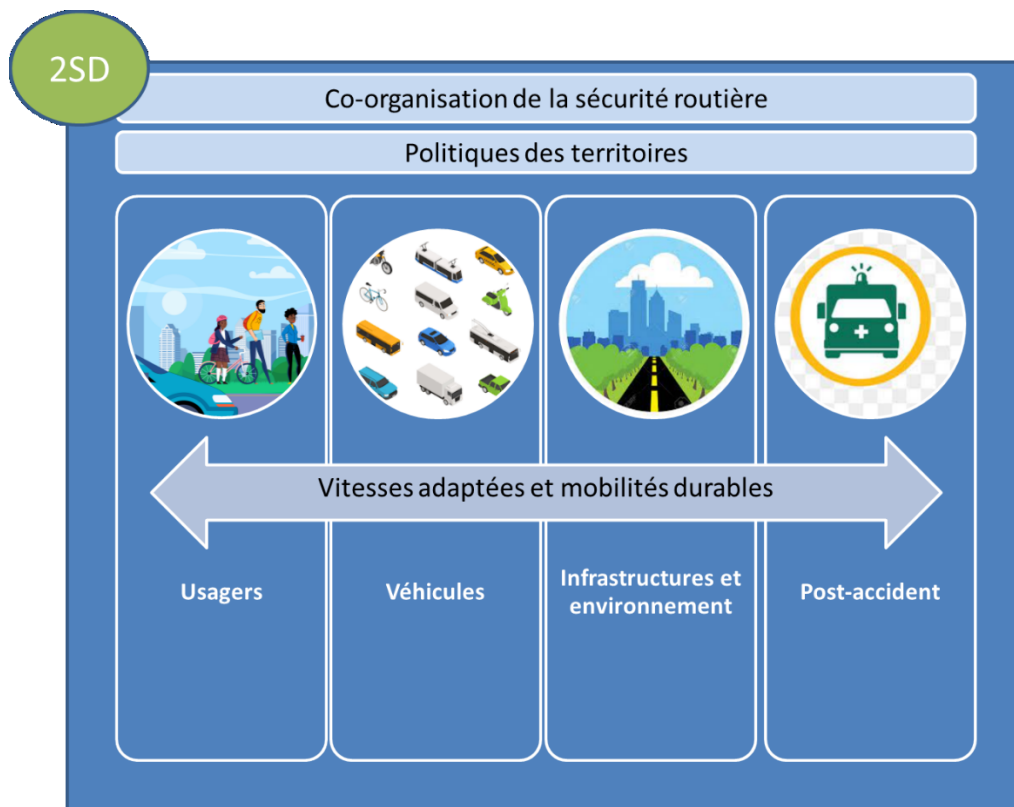 2SD
Co-organisation de la sécurité routière
Politiques des territoires
Vitesses adaptées et mobilités durables
Usagers
Véhicules
Infrastructures et
environnement
Post-accident